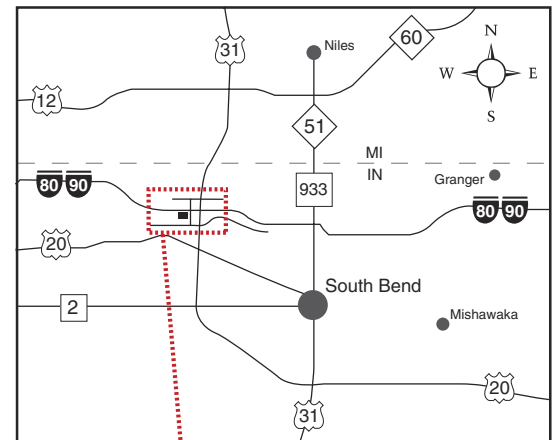 31
60
Niles
N
W E
S
12
51
MI
IN
Granger
80 90
933
80 90
20
South Bend
2
Mishawaka
20
31